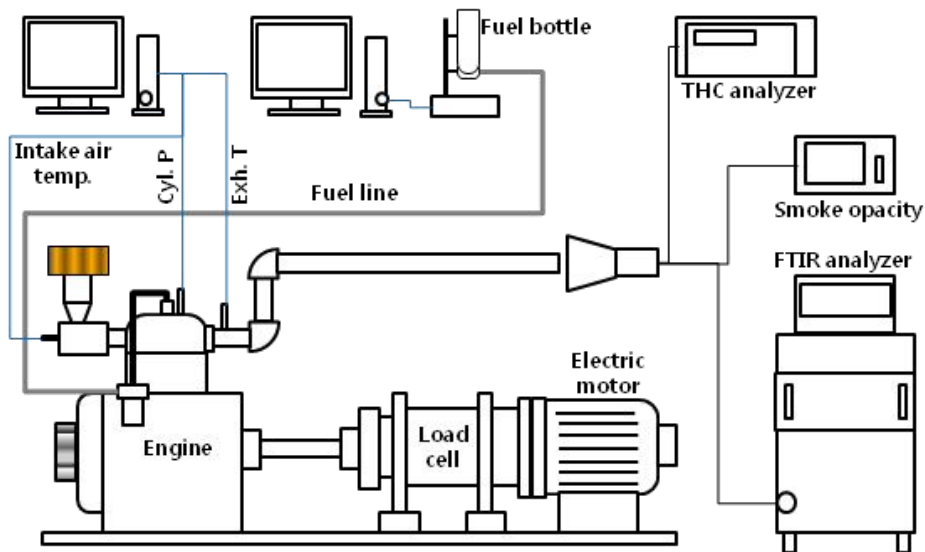 Fuel bottle
THC analyzer
Intake air
temp.
Cyl. P
Exh. T
Fuel line
Smoke opacity
FTIR analyzer
Electric
motor
Engine
Load
cell